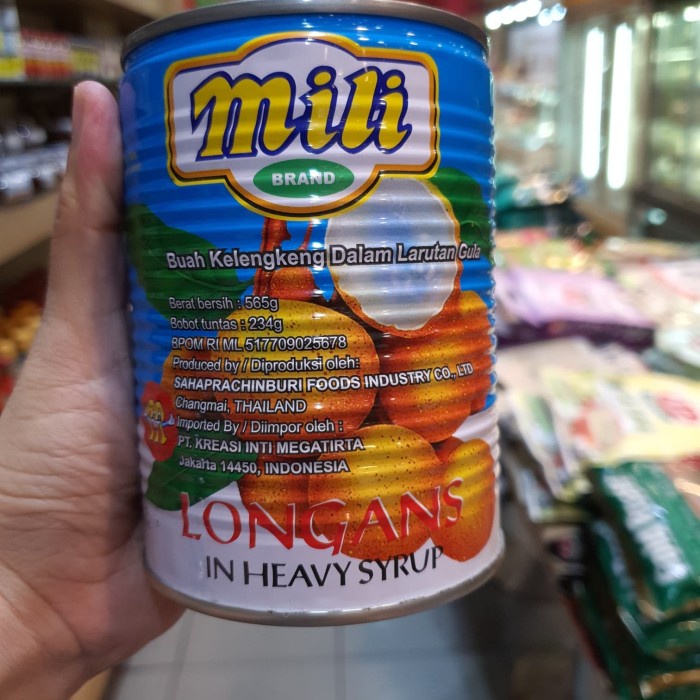 mili
BRAND
Buah Kelengkeng Dalam Larutan Gula
Berat bersih : 565g
Bobot tuntas : 234g
BPOM RI ML 517709025678
Produced by / Diproduksi oleh:
SAHAPRACHINBURI FOODS INDUSTRY CO., LTD
Changmai, THAILAND
Imported By / Diimpor oleh :
PT. KREASI INTI MEGATIRTA
Jakarta 14450, INDONESIA
LONGANS
IN HEAVY SYRUP